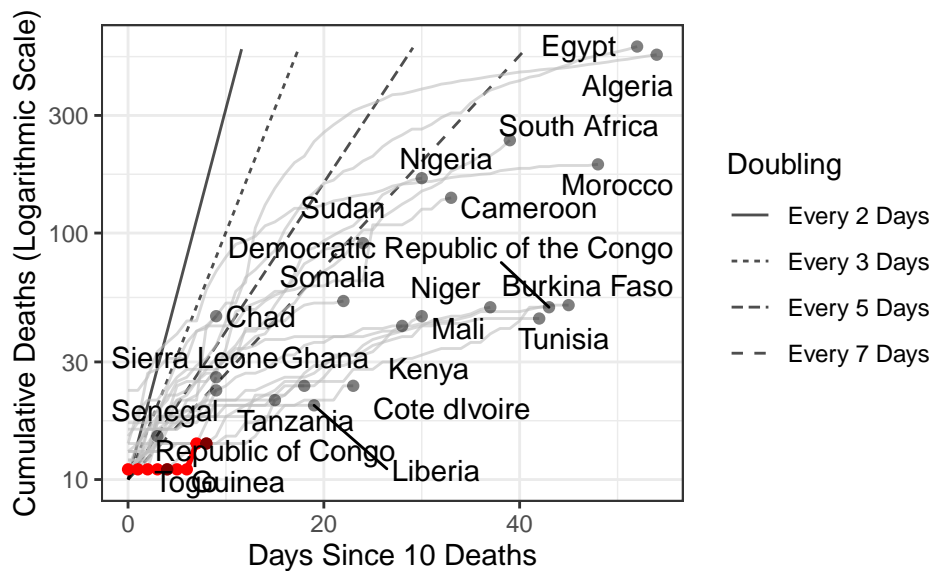 Cumulative Deaths (Logarithmic Scale)
300
100
30
10
Egypt
Algeria
South Africa
Nigeria
Morocco
Sudan
Cameroon
Democratic Republic of the Congo
Somalia
Niger
Burkina Faso
Chad
Mali
Tunisia
Sierra Leone
Ghana
Kenya
Senegal
Tanzania
Cote dIvoire
Republic of Congo
Liberia
Togo
Guinea
0
20
40
Days Since 10 Deaths
Doubling
Every 2 Days
Every 3 Days
Every 5 Days
Every 7 Days